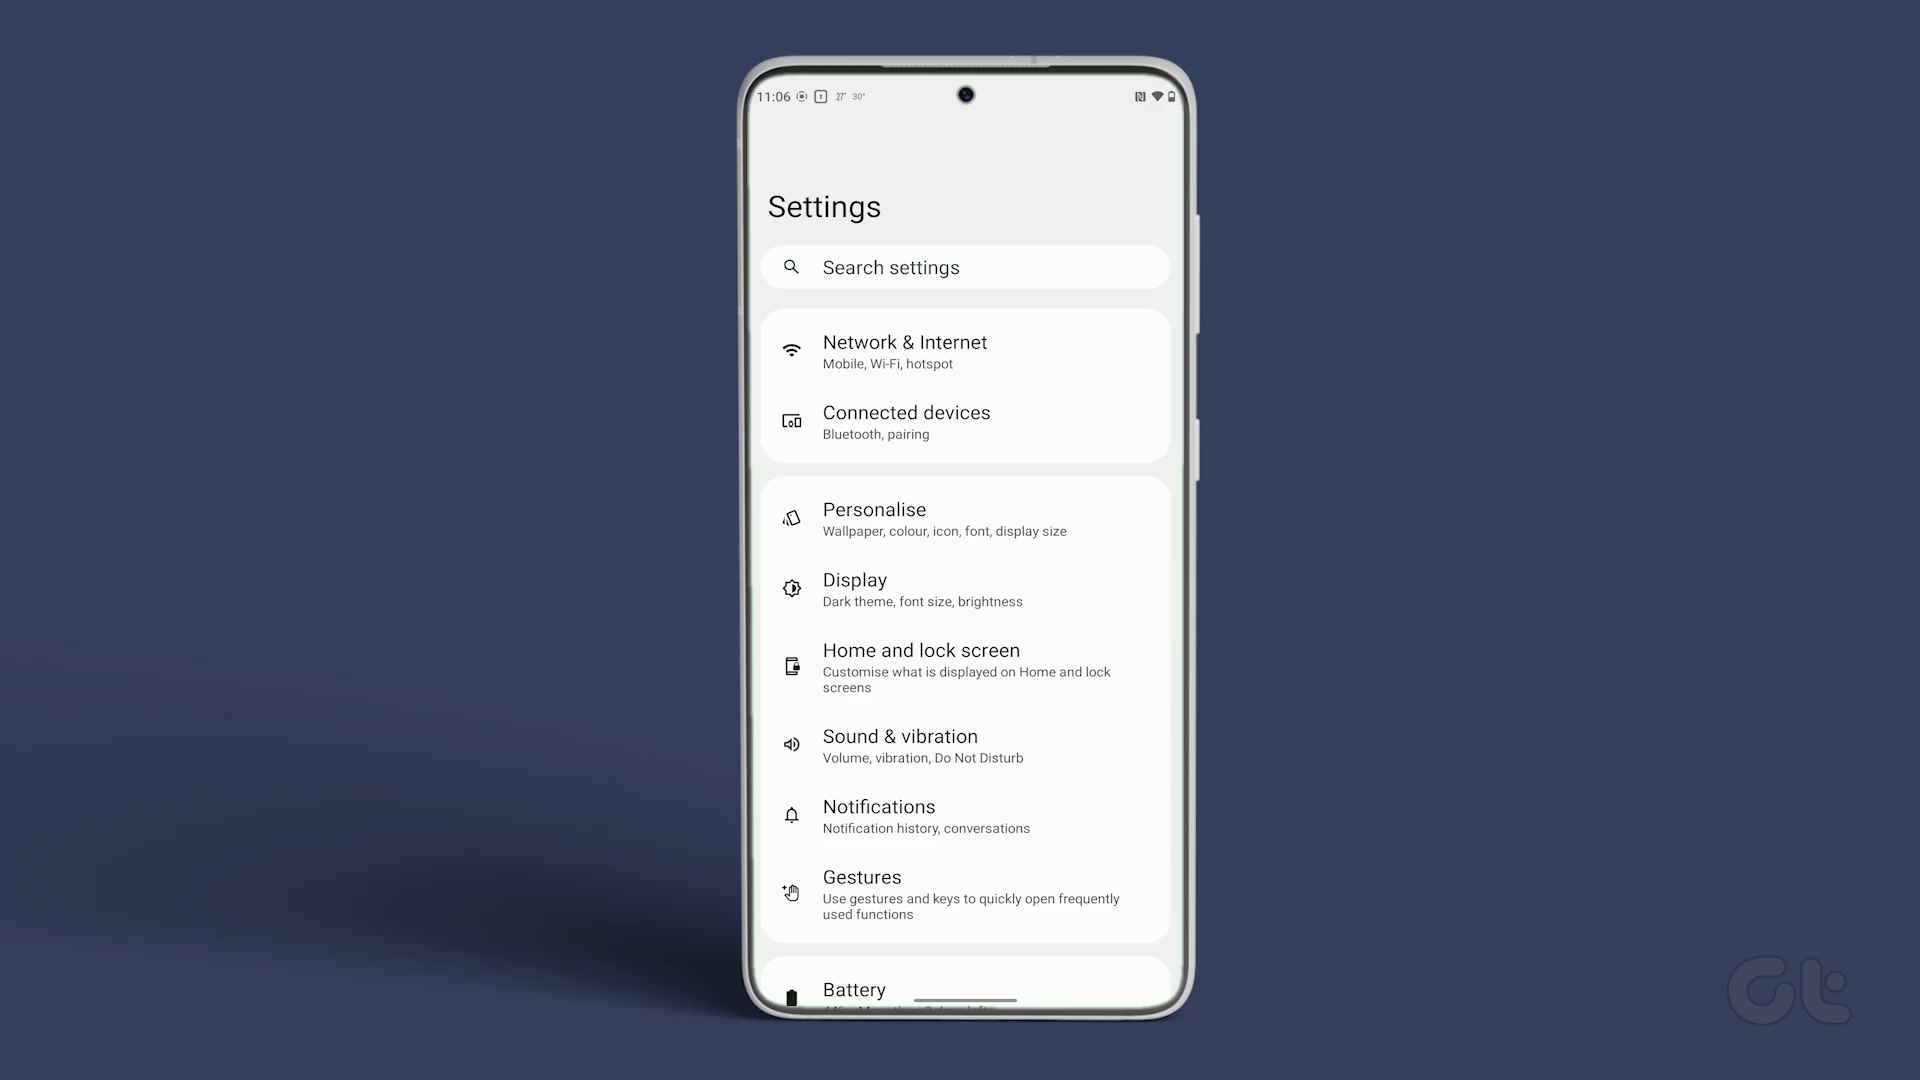 11:06 27° 30°
Settings
Search settings
Network & Internet
Mobile, Wi-Fi, hotspot
Connected devices
Bluetooth, pairing
Personalise
Wallpaper, colour, icon, font, display size
Display
Dark theme, font size, brightness
Home and lock screen
Customise what is displayed on Home and lock
screens
Sound & vibration
Volume, vibration, Do Not Disturb
Notifications
Notification history, conversations
Gestures
Use gestures and keys to quickly open frequently
used functions
Battery
Gt